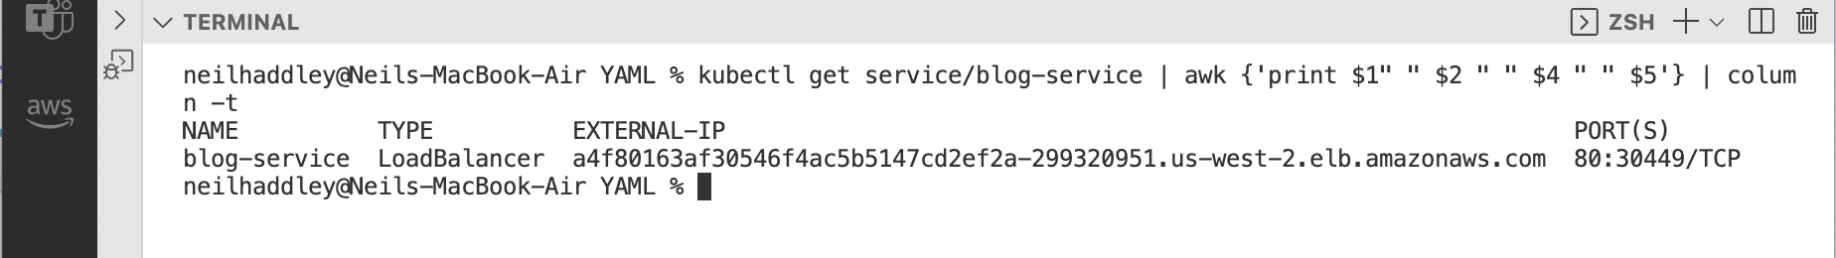 T
TERMINAL
ZSH
aws
neilhaddley@Neils-MacBook-Air YAML % kubectl get service/blog-service | awk {'print $1" " $2 " " $4 " " $5'} | colum
n -t
NAME TYPE EXTERNAL-IP PORT(S)
blog-service LoadBalancer a4f80163af30546f4ac5b5147cd2ef2a-299320951.us-west-2.elb.amazonaws.com 80:30449/TCP
neilhaddley@Neils-MacBook-Air YAML %